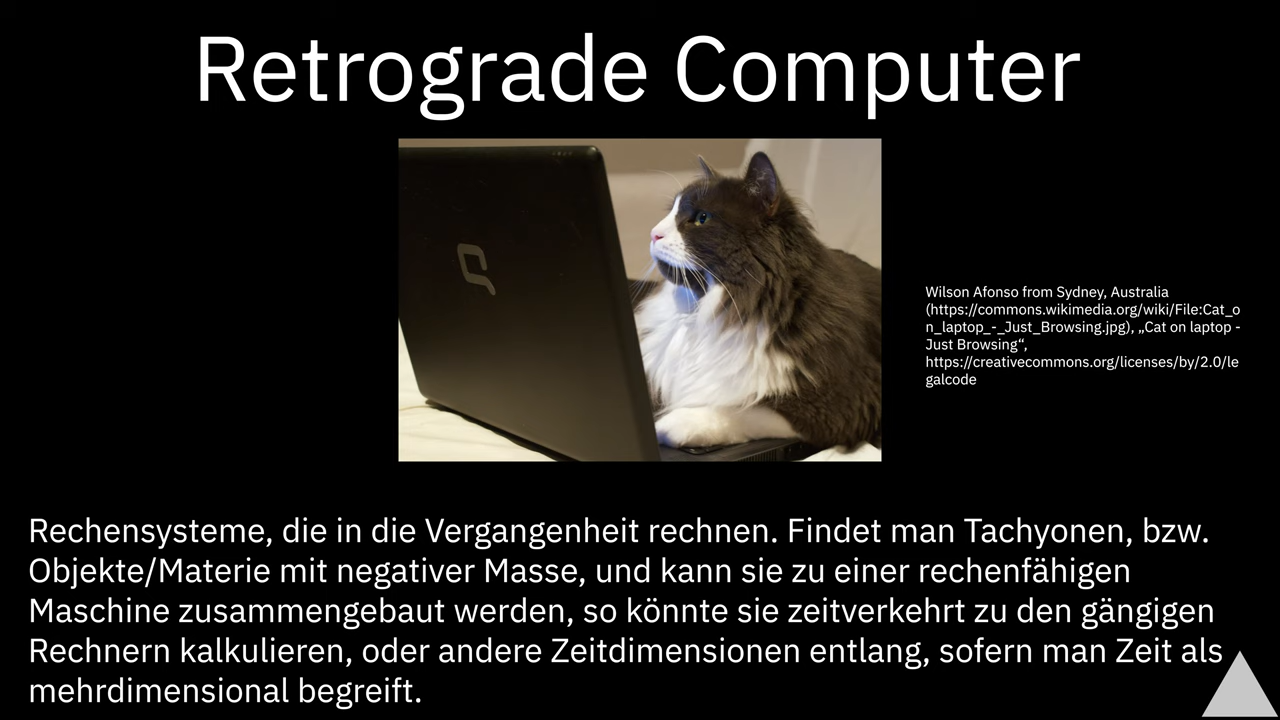 Retrograde Computer
Wilson Afonso from Sydney, Australia
(https://commons.wikimedia.org/wiki/File:Cat_o
n_laptop_-_Just_Browsing.jpg), „Cat on laptop -
Just Browsing“,
https://creativecommons.org/licenses/by/2.0/le
galcode
Rechensysteme, die in die Vergangenheit rechnen. Findet man Tachyonen, bzw.
Objekte/Materie mit negativer Masse, und kann sie zu einer rechenfähigen
Maschine zusammengebaut werden, so könnte sie zeitverkehrt zu den gängigen
Rechnern kalkulieren, oder andere Zeitdimensionen entlang, sofern man Zeit als
mehrdimensional begreift.